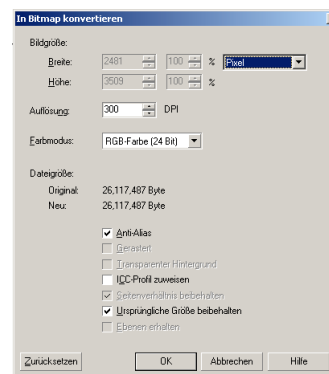 In Bitmap konvertieren
Bildgröße:
Breite: 2481 100 % Pixel
Höhe: 3509 100 %
Auflösung: 300 DPI
Farbmodus: RGB-Farbe (24 Bit)
Dateigröße:
Original: 26,117,487 Byte
Neu: 26,117,487 Byte
Anti-Alias
Gerastert
Transparenter Hintergrund
ICC-Profil zuweisen
Seitenverhältnis beibehalten
Ursprüngliche Größe beibehalten
Ebenen erhalten
Zurücksetzen OK Abbrechen Hilfe